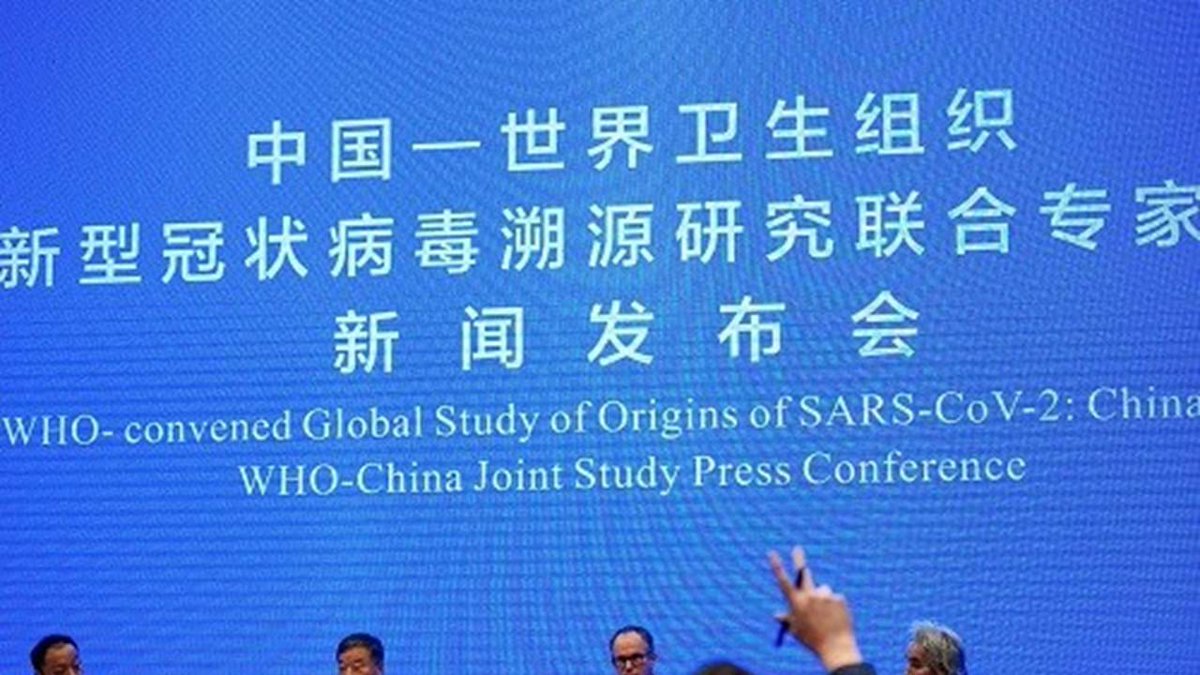 中国—世界卫生组织
新型冠状病毒溯源研究联合专家
新闻发布会
WHO- convened Global Study of Origins of SARS-CoV-2: China
WHO-China Joint Study Press Conference